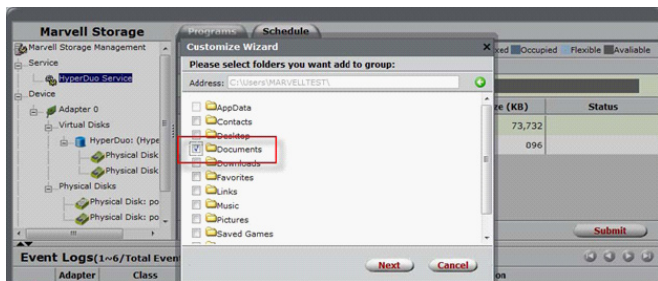 Marvell Storage
Programs
Schedule
Marvell Storage Management
Service
HyperDuo Service
Device
Adapter 0
Virtual Disks
HyperDuo: (Hype
Physical Disk
Physical Disk
Physical Disks
Physical Disk: po
Physical Disk: po
Customize Wizard
×
Please select folders you want add to group:
Address: C:\Users\MARVELLTEST\
AppData
Contacts
Desktop
Documents
Downloads
Favorites
Links
Music
Pictures
Saved Games
Next
Cancel
xed Occupied Flexible Avaliable
ze (KB)
Status
73,732
096
Submit
Event Logs(1~6/Total Even
Adapter
Class
on